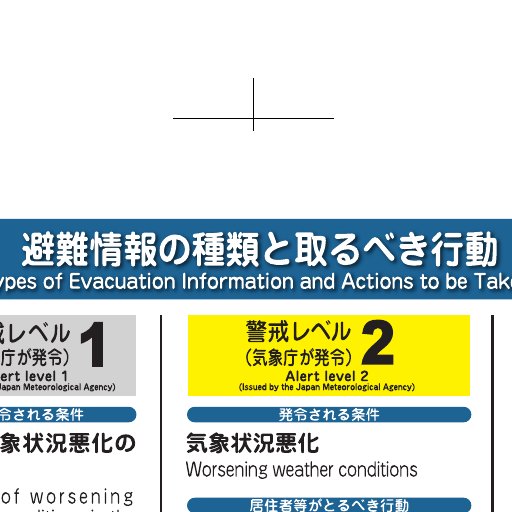 避難情報の種類と取るべき行動
ypes of Evacuation Information and Actions to be Take
レベル 1
庁が発令)
ert level 1
Japan Meteorological Agency)
令される条件
象状況悪化の
of worsening
警戒レベル 2
(気象庁が発令)
Alert level 2
(Issued by the Japan Meteorological Agency)
発令される条件
気象状況悪化
Worsening weather conditions
居住者等がとるべき行動